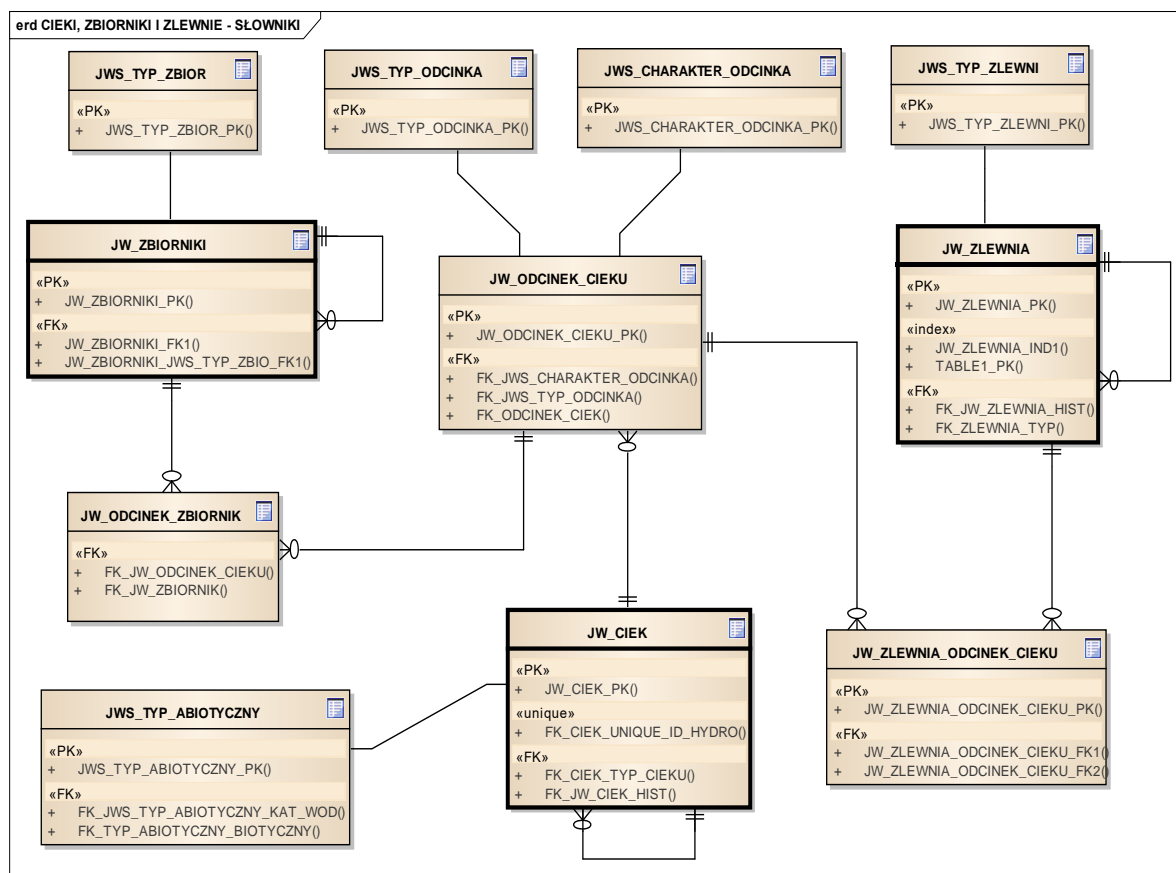 erd CIEKI, ZBIORNIKI I ZLEWNIE - SŁOWNIKI
JWS_TYP_ZBIOR
«PK»
+ JWS_TYP_ZBIOR_PK()
JWS_TYP_ODCINKA
«PK»
+ JWS_TYP_ODCINKA_PK()
JWS_CHARAKTER_ODCINKA
«PK»
+ JWS_CHARAKTER_ODCINKA_PK()
JWS_TYP_ZLEWNI
«PK»
+ JWS_TYP_ZLEWNI_PK()
JW_ZBIORNIKI
«PK»
+ JW_ZBIORNIKI_PK()
«FK»
+ JW_ZBIORNIKI_FK1()
+ JW_ZBIORNIKI_JWS_TYP_ZBIO_FK1()
JW_ODCINEK_CIEKU
«PK»
+ JW_ODCINEK_CIEKU_PK()
«FK»
+ FK_JWS_CHARAKTER_ODCINKA()
+ FK_JWS_TYP_ODCINKA()
+ FK_ODCINEK_CIEK()
JW_ZLEWNIA
«PK»
+ JW_ZLEWNIA_PK()
«index»
+ JW_ZLEWNIA_IND1()
+ TABLE1_PK()
«FK»
+ FK_JW_ZLEWNIA_HIST()
+ FK_ZLEWNIA_TYP()
JW_ODCINEK_ZBIORNIK
«FK»
+ FK_JW_ODCINEK_CIEKU()
+ FK_JW_ZBIORNIK()
JW_CIEK
«PK»
+ JW_CIEK_PK()
«unique»
+ FK_CIEK_UNIQUE_ID_HYDRO()
«FK»
+ FK_CIEK_TYP_CIEKU()
+ FK_JW_CIEK_HIST()
JW_ZLEWNIA_ODCINEK_CIEKU
«PK»
+ JW_ZLEWNIA_ODCINEK_CIEKU_PK()
«FK»
+ JW_ZLEWNIA_ODCINEK_CIEKU_FK1()
+ JW_ZLEWNIA_ODCINEK_CIEKU_FK2()
JWS_TYP_ABIOTYCZNY
«PK»
+ JWS_TYP_ABIOTYCZNY_PK()
«FK»
+ FK_JWS_TYP_ABIOTYCZNY_KAT_WOD()
+ FK_TYP_ABIOTYCZNY_BIOTYCZNY()